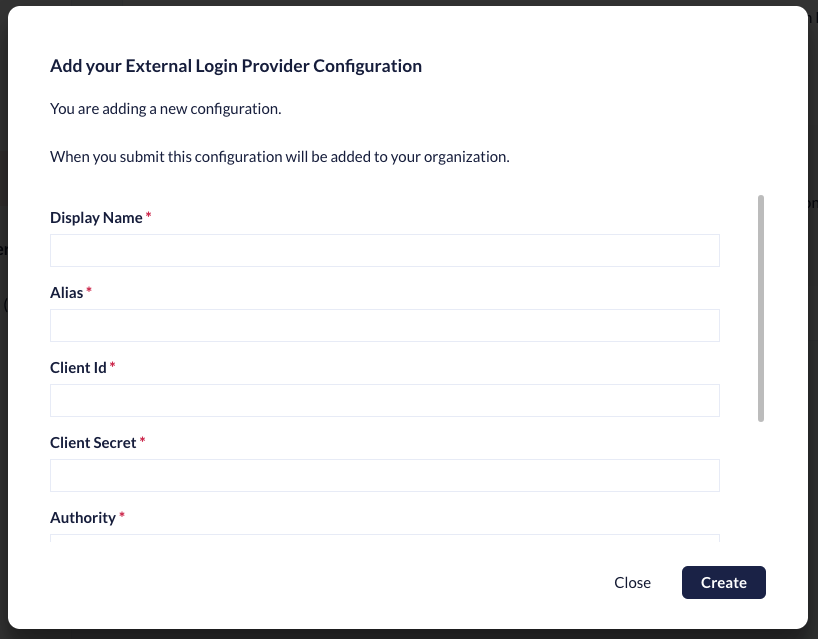 Add your External Login Provider Configuration
You are adding a new configuration.
When you submit this configuration will be added to your organization.
Display Name *
Alias *
Client Id *
Client Secret *
Authority *
Close
Create